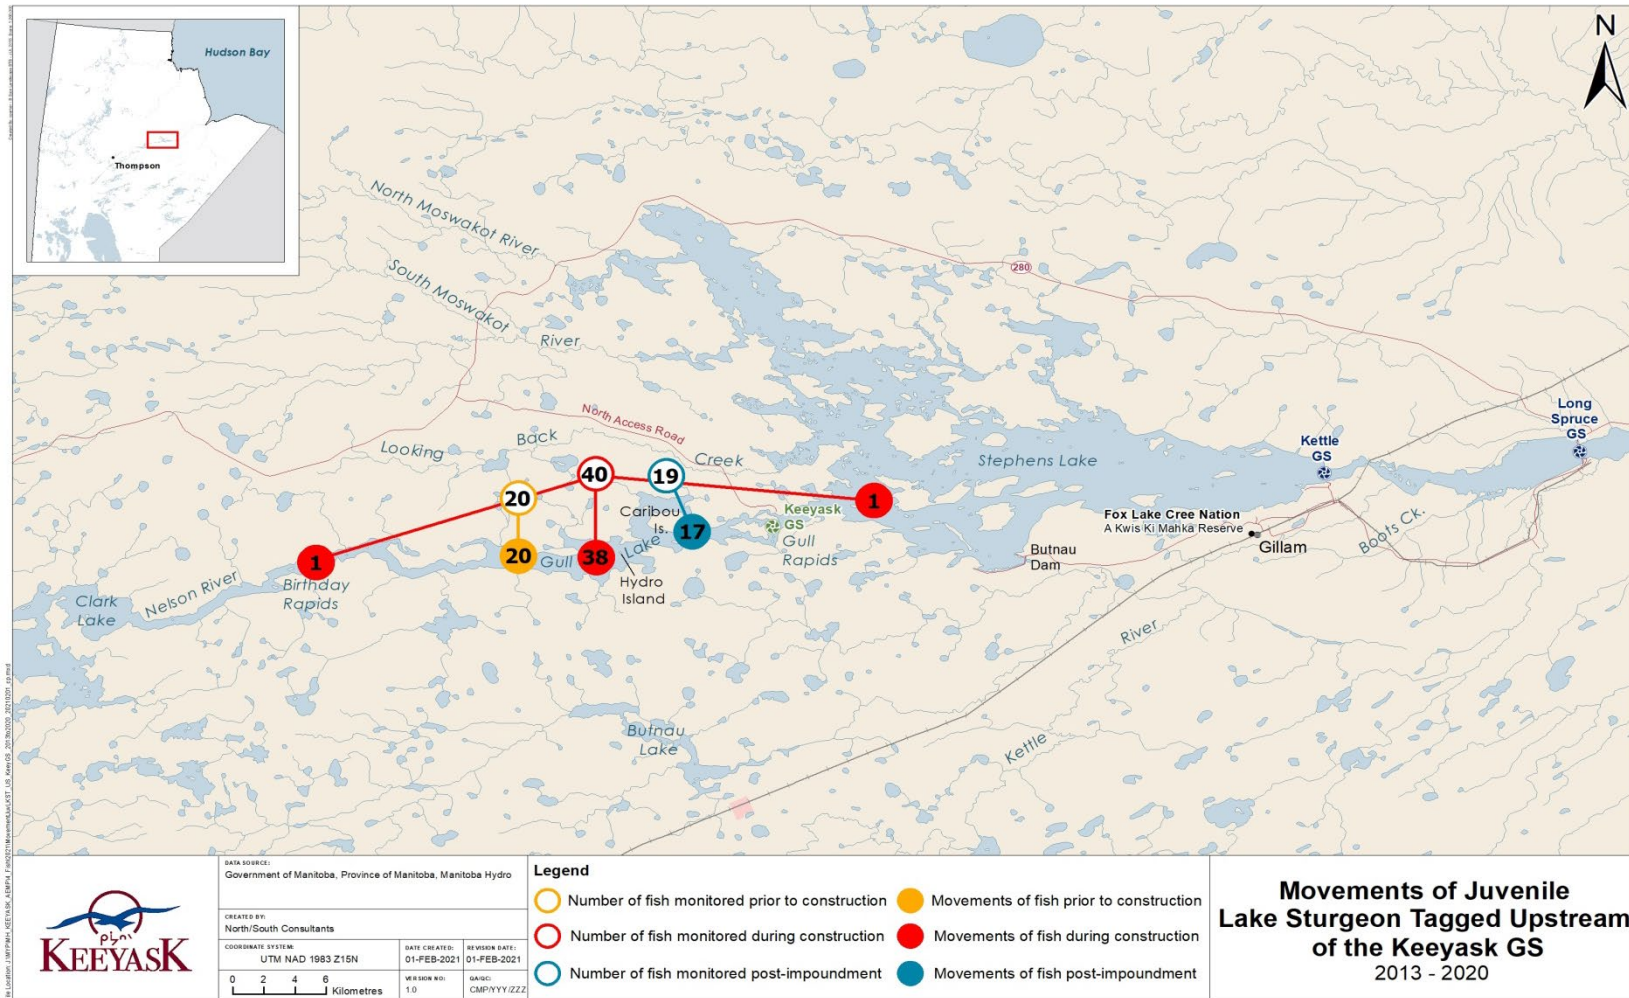 Hudson Bay
Thompson
N
North Moswakot River
South Moswakot
River
280
North Access Road
Looking
Back
Creek
Stephens Lake
Long
Spruce
GS
Kettle
GS
20
40
19
1
Caribou
Is.
17
Keeyask
GS
Gull
Rapids
Fox Lake Cree Nation
A Kwis Ki Mahka Reserve
Gillam
Boots Ck.
Butnau
Dam
1
20
Gull
38
Lake
Hydro
Island
Birthday
Rapids
Nelson River
Clark
Lake
River
Kettle
Butnau
Lake
KEEYASK
DATA SOURCE:
Government of Manitoba, Province of Manitoba, Manitoba Hydro
CREATED BY:
North/South Consultants
COORDINATE SYSTEM:
UTM NAD 1983 Z15N
DATE CREATED:
01-FEB-2021
REVISION DATE:
01-FEB-2021
0 2 4 6
Kilometres
VERSION NO:
1.0
QA/QC:
CMP/YYY/ZZZ
Legend
Number of fish monitored prior to construction
Number of fish monitored during construction
Number of fish monitored post-impoundment
Movements of fish prior to construction
Movements of fish during construction
Movements of fish post-impoundment
Movements of Juvenile
Lake Sturgeon Tagged Upstream
of the Keeyask GS
2013 - 2020